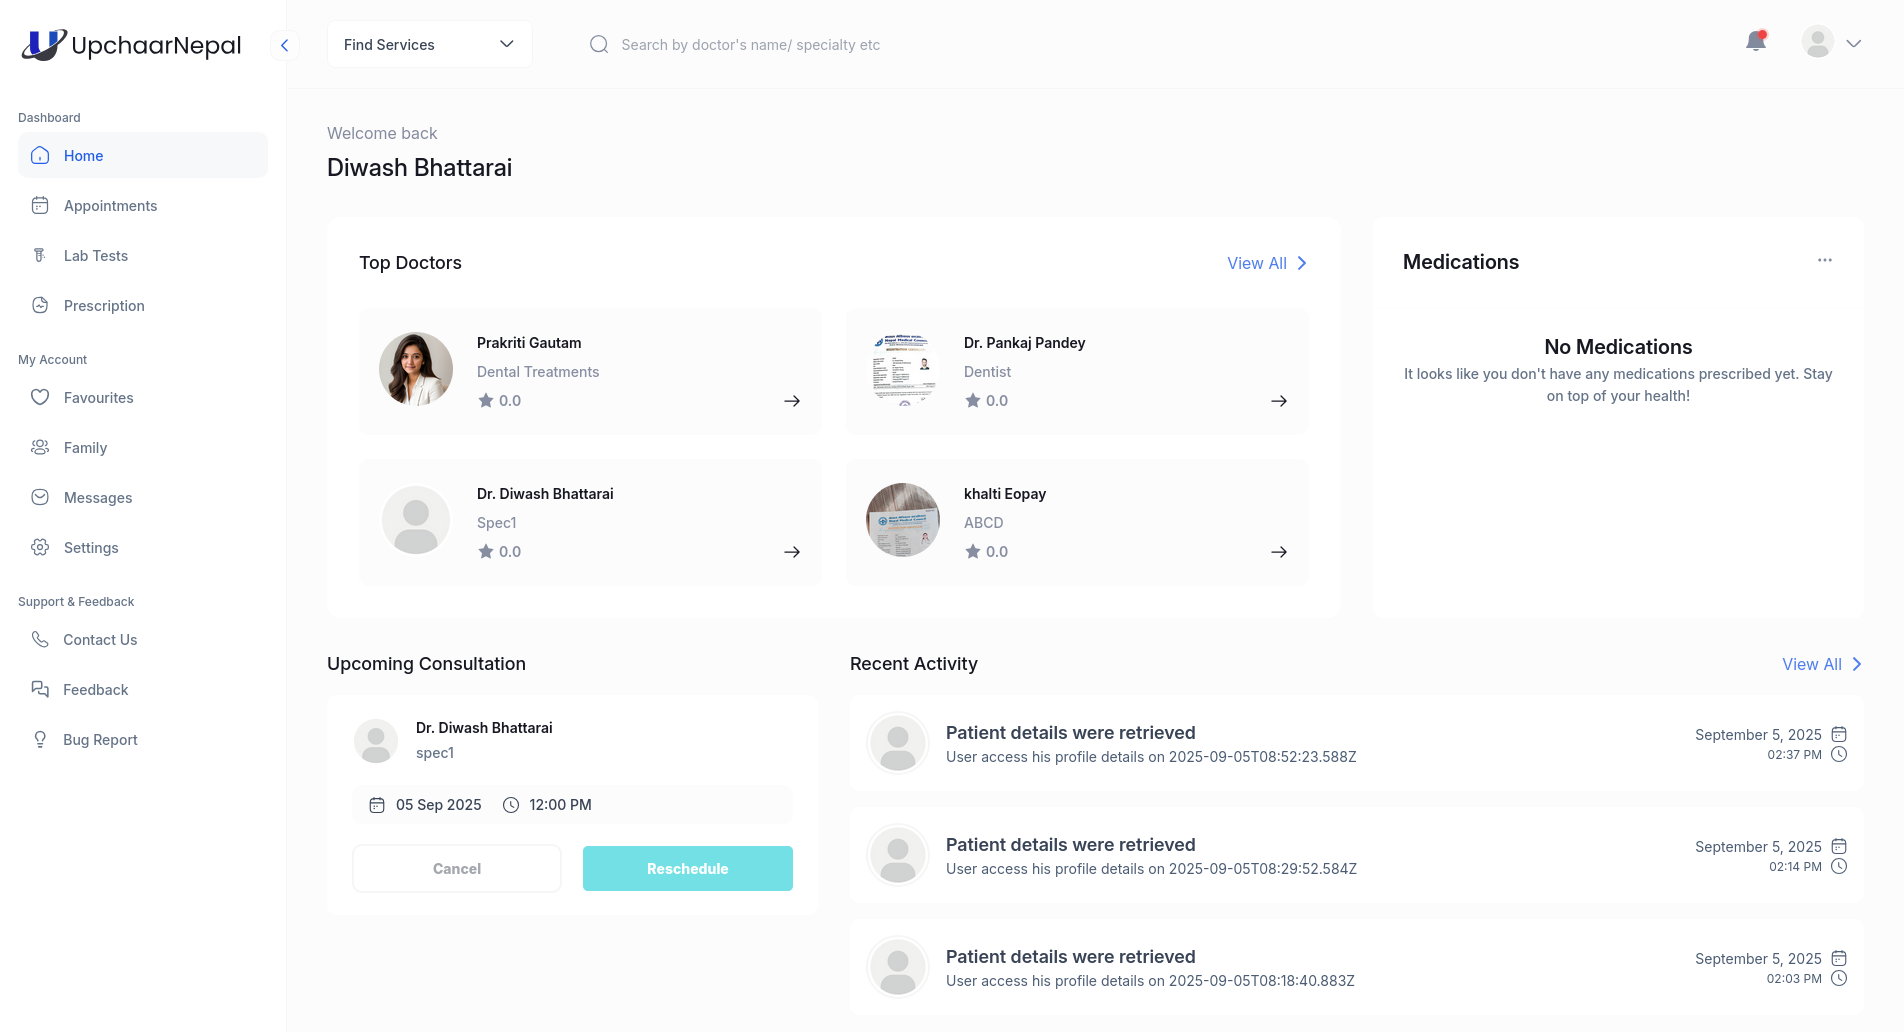 UpchaarNepal
Find Services
Search by doctor's name/ specialty etc
Dashboard
Home
Appointments
Lab Tests
Prescription
My Account
Favourites
Family
Messages
Settings
Support & Feedback
Contact Us
Feedback
Bug Report
Welcome back
Diwash Bhattarai
Top Doctors
View All
Prakriti Gautam
Dental Treatments
0.0
Dr. Pankaj Pandey
Dentist
0.0
Dr. Diwash Bhattarai
Spec1
0.0
khalti Eopay
ABCD
0.0
Medications
No Medications
It looks like you don't have any medications prescribed yet. Stay
on top of your health!
Upcoming Consultation
Dr. Diwash Bhattarai
spec1
05 Sep 2025
12:00 PM
Cancel
Reschedule
Recent Activity
View All
Patient details were retrieved
User access his profile details on 2025-09-05T08:52:23.588Z
September 5, 2025
02:37 PM
Patient details were retrieved
User access his profile details on 2025-09-05T08:29:52.584Z
September 5, 2025
02:14 PM
Patient details were retrieved
User access his profile details on 2025-09-05T08:18:40.883Z
September 5, 2025
02:03 PM